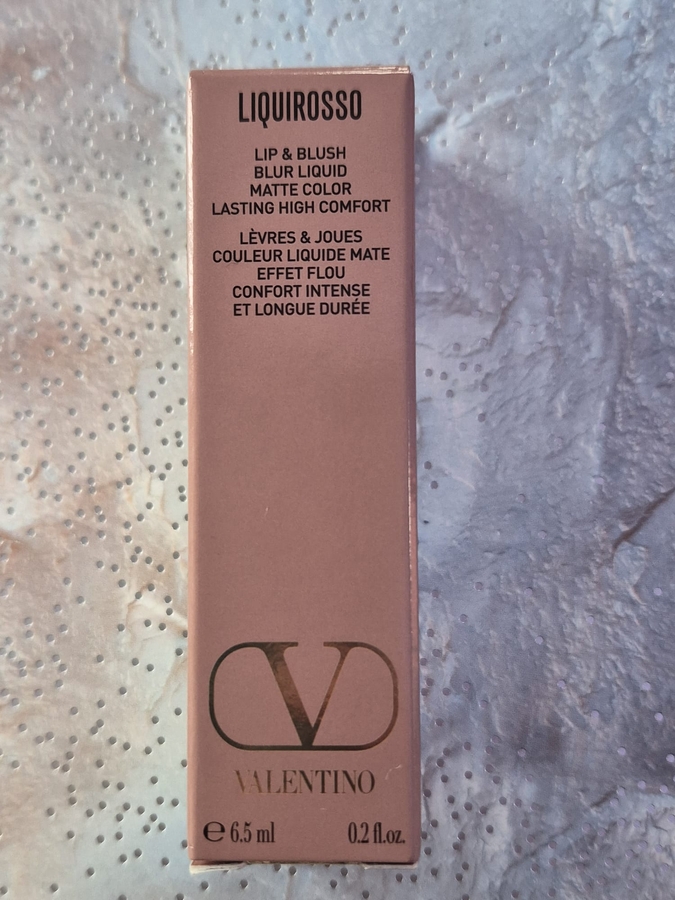 LIQUIROSSO
LIP & BLUSH
BLUR LIQUID
MATTE COLOR
LASTING HIGH COMFORT
LÈVRES & JOUES
COULEUR LIQUIDE MATE
EFFET FLOU
CONFORT INTENSE
ET LONGUE DURÉE
V
VALENTINO
℮ 6.5 ml 0.2 fl.oz.